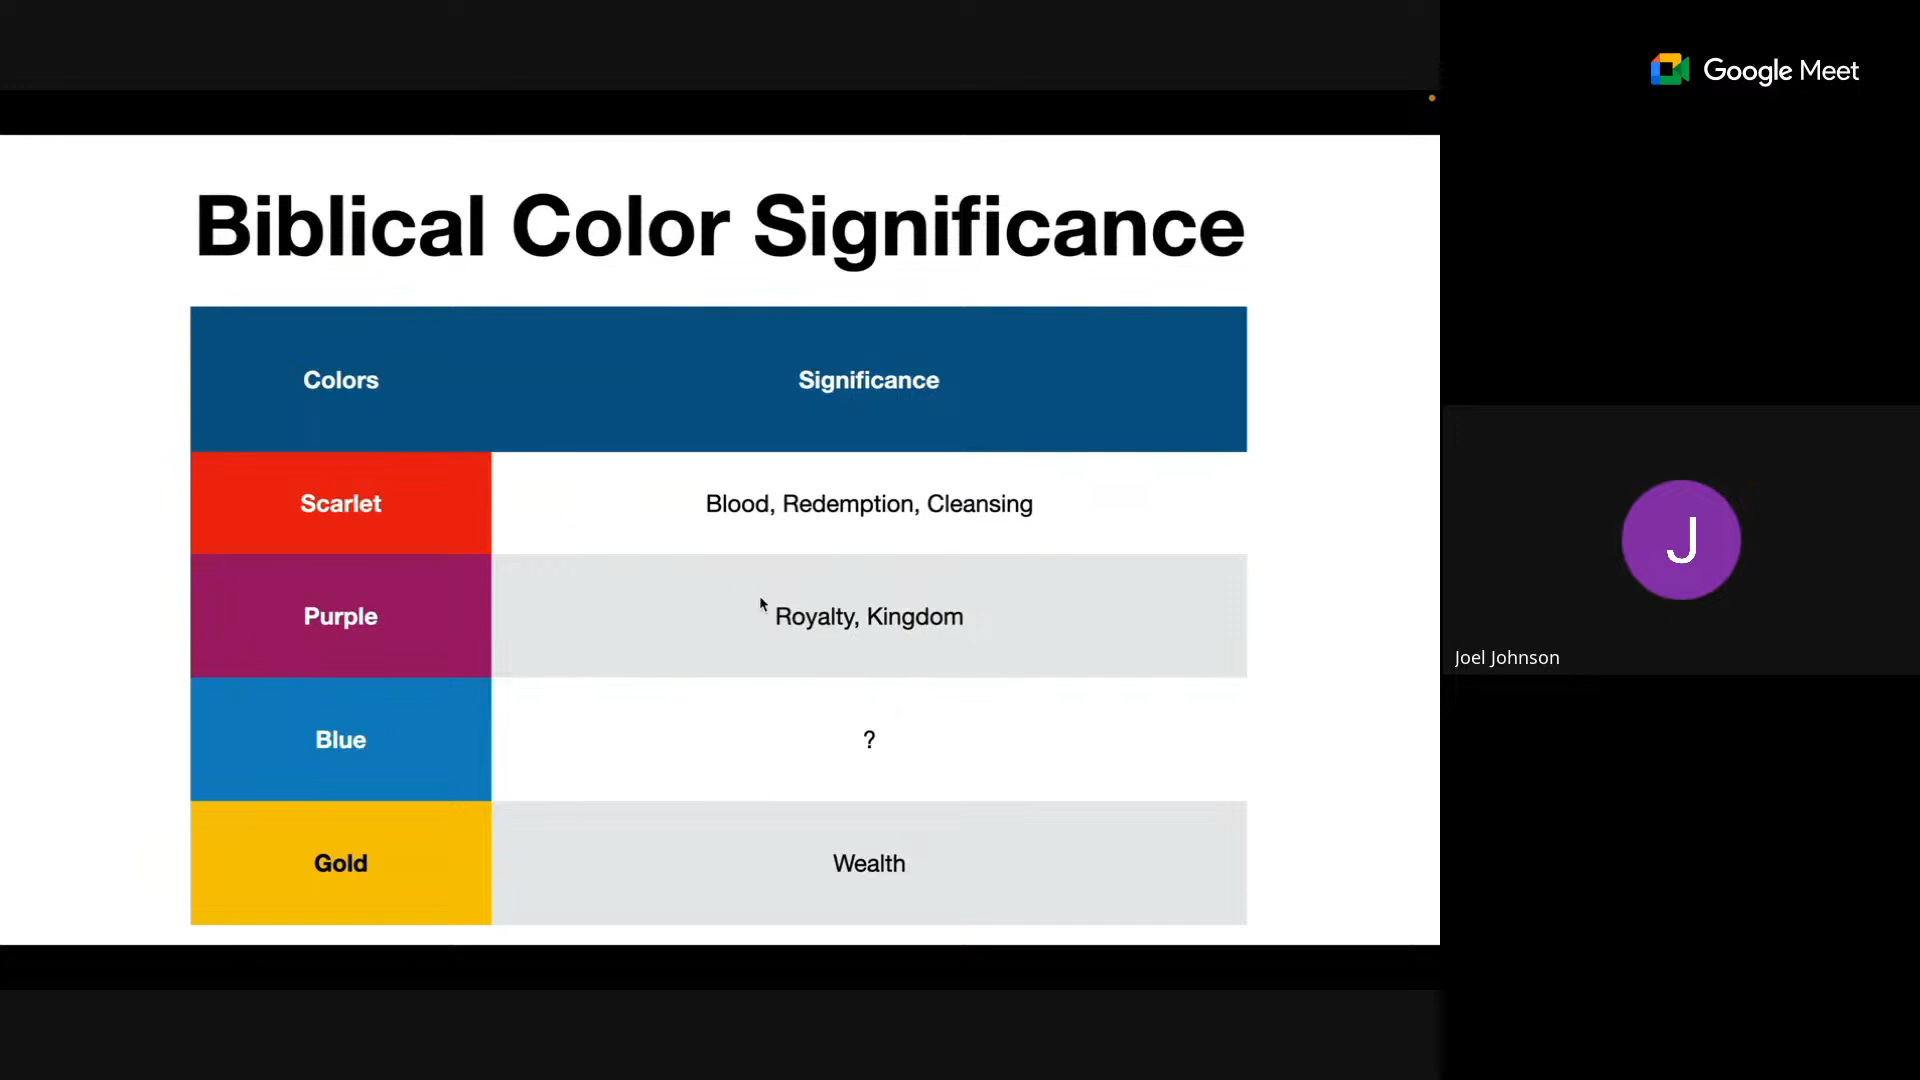 Google Meet
Biblical Color Significance
Colors Significance
Scarlet Blood, Redemption, Cleansing
Purple Royalty, Kingdom
Blue ?
Gold Wealth
J
Joel Johnson